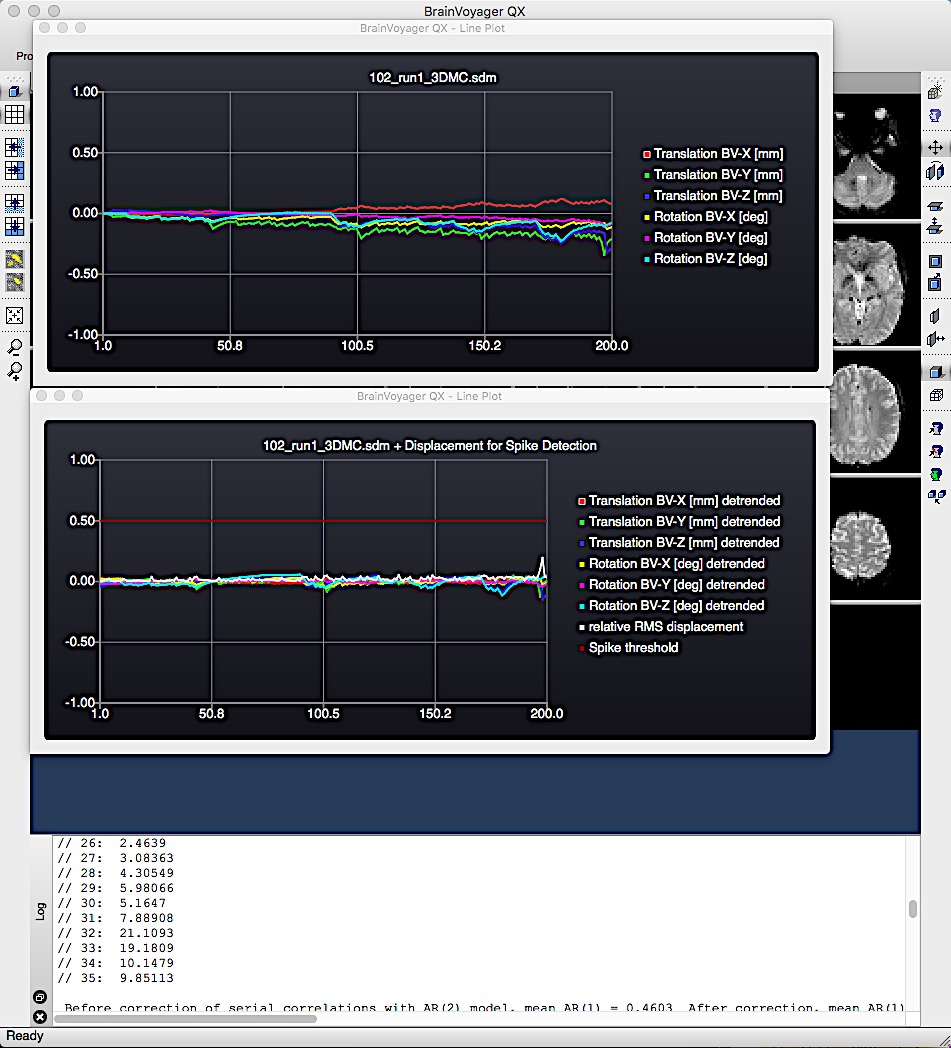 BrainVoyager QX
BrainVoyager QX - Line Plot
Pro
102_run1_3DMC.sdm
1.00
0.50
0.00
-0.50
-1.00
1.0 50.8 100.5 150.2 200.0
Translation BV-X [mm]
Translation BV-Y [mm]
Translation BV-Z [mm]
Rotation BV-X [deg]
Rotation BV-Y [deg]
Rotation BV-Z [deg]
BrainVoyager QX - Line Plot
102_run1_3DMC.sdm + Displacement for Spike Detection
1.00
0.50
0.00
-0.50
-1.00
1.0 50.8 100.5 150.2 200.0
Translation BV-X [mm] detrended
Translation BV-Y [mm] detrended
Translation BV-Z [mm] detrended
Rotation BV-X [deg] detrended
Rotation BV-Y [deg] detrended
Rotation BV-Z [deg] detrended
relative RMS displacement
Spike threshold
Log
// 26: 2.4639
// 27: 3.08363
// 28: 4.30549
// 29: 5.98066
// 30: 5.1647
// 31: 7.88908
// 32: 21.1093
// 33: 19.1809
// 34: 10.1479
// 35: 9.85113
Before correction of serial correlations with AR(2) model, mean AR(1) = 0.4603 After correction, mean AR(1)
Ready